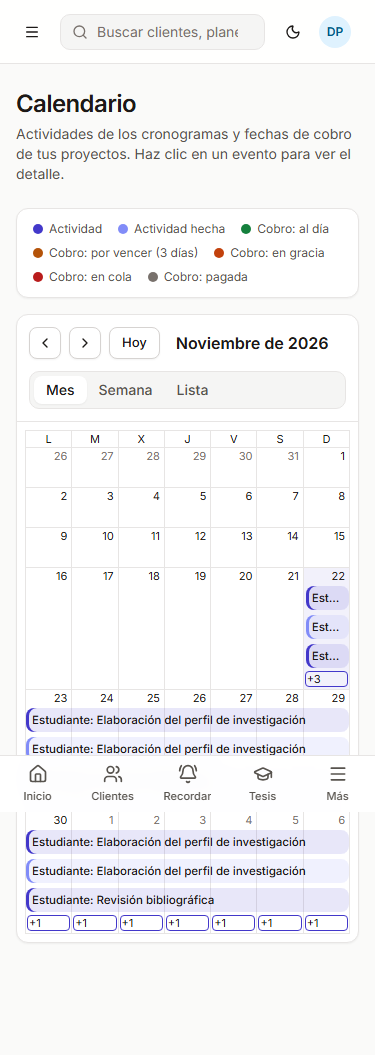 Buscar clientes, plane
DP
Calendario
Actividades de los cronogramas y fechas de cobro
de tus proyectos. Haz clic en un evento para ver el
detalle.
Actividad
Actividad hecha
Cobro: al día
Cobro: por vencer (3 días)
Cobro: en gracia
Cobro: en cola
Cobro: pagada
Hoy
Noviembre de 2026
Mes
Semana
Lista
L M X J V S D
26 27 28 29 30 31 1
2 3 4 5 6 7 8
9 10 11 12 13 14 15
16 17 18 19 20 21 22
Est...
Est...
Est...
+3
23 24 25 26 27 28 29
Estudiante: Elaboración del perfil de investigación
Estudiante: Elaboración del perfil de investigación
Inicio
Clientes
Recordar
Tesis
Más
30 1 2 3 4 5 6
Estudiante: Elaboración del perfil de investigación
Estudiante: Elaboración del perfil de investigación
Estudiante: Revisión bibliográfica
+1 +1 +1 +1 +1 +1 +1